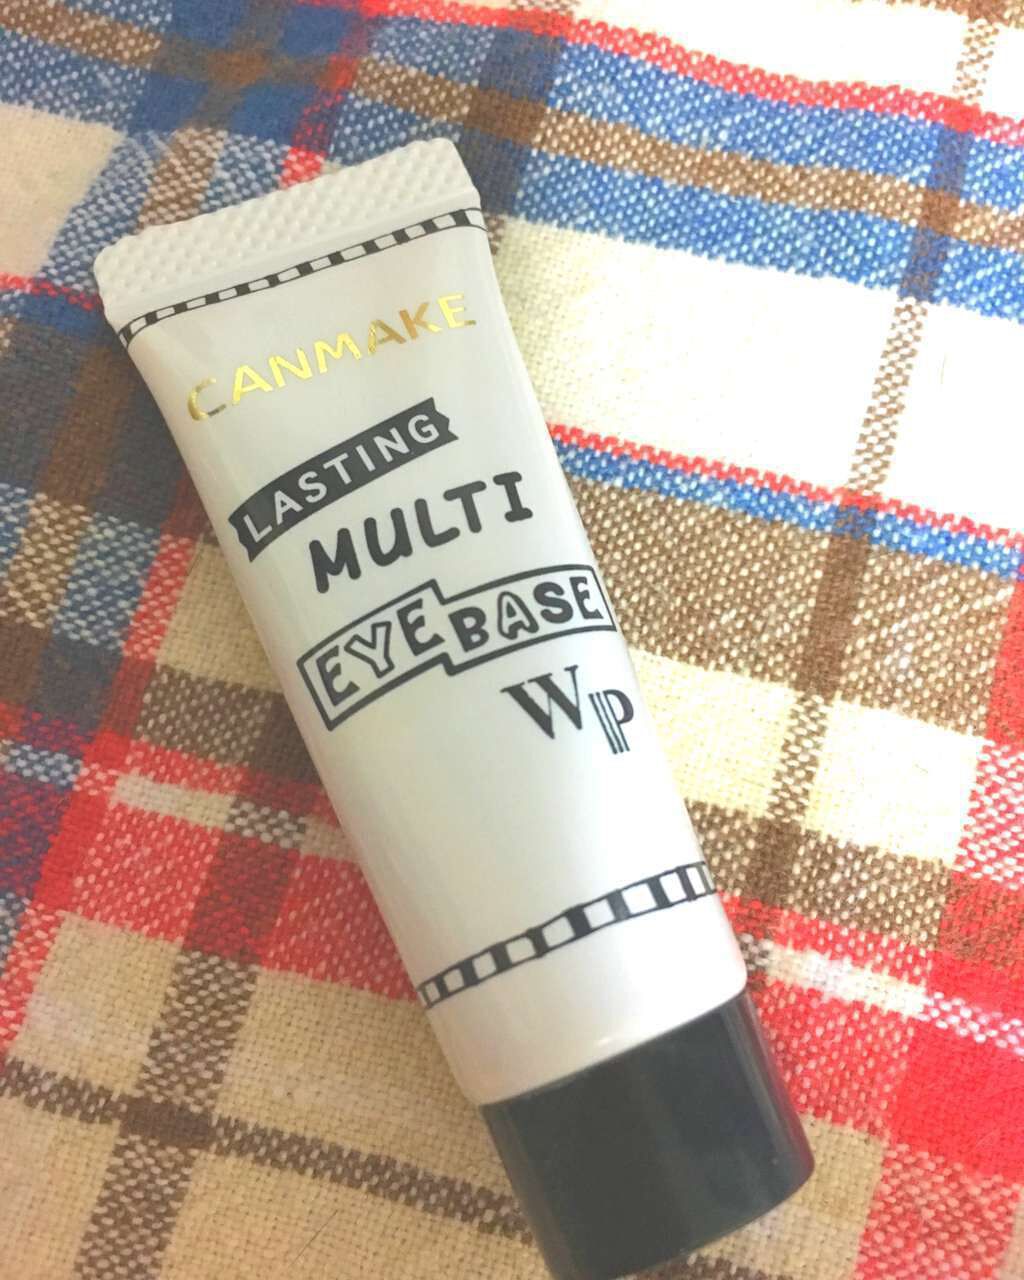 CANMAKE
LASTING
MULTI
EYEBASE
WP